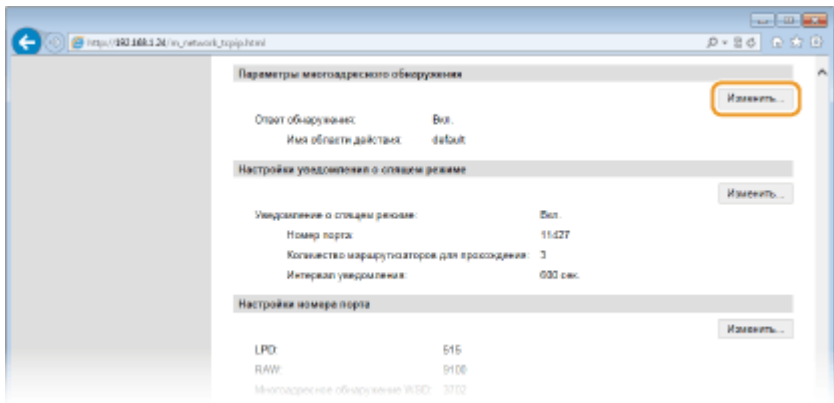 http://192.168.1.24/m_network_tcpip.html
Параметры многоадресного обнаружения
Изменить...
Ответ обнаружения: Вкл.
Имя области действия: default
Настройки уведомления о спящем режиме
Изменить...
Уведомление о спящем режиме: Вкл.
Номер порта: 11427
Количество маршрутизаторов для прохождения: 3
Интервал уведомления: 600 сек.
Настройки номера порта
Изменить...
LPD: 515
RAW: 9100
Многоадресное обнаружение WSD: 3702